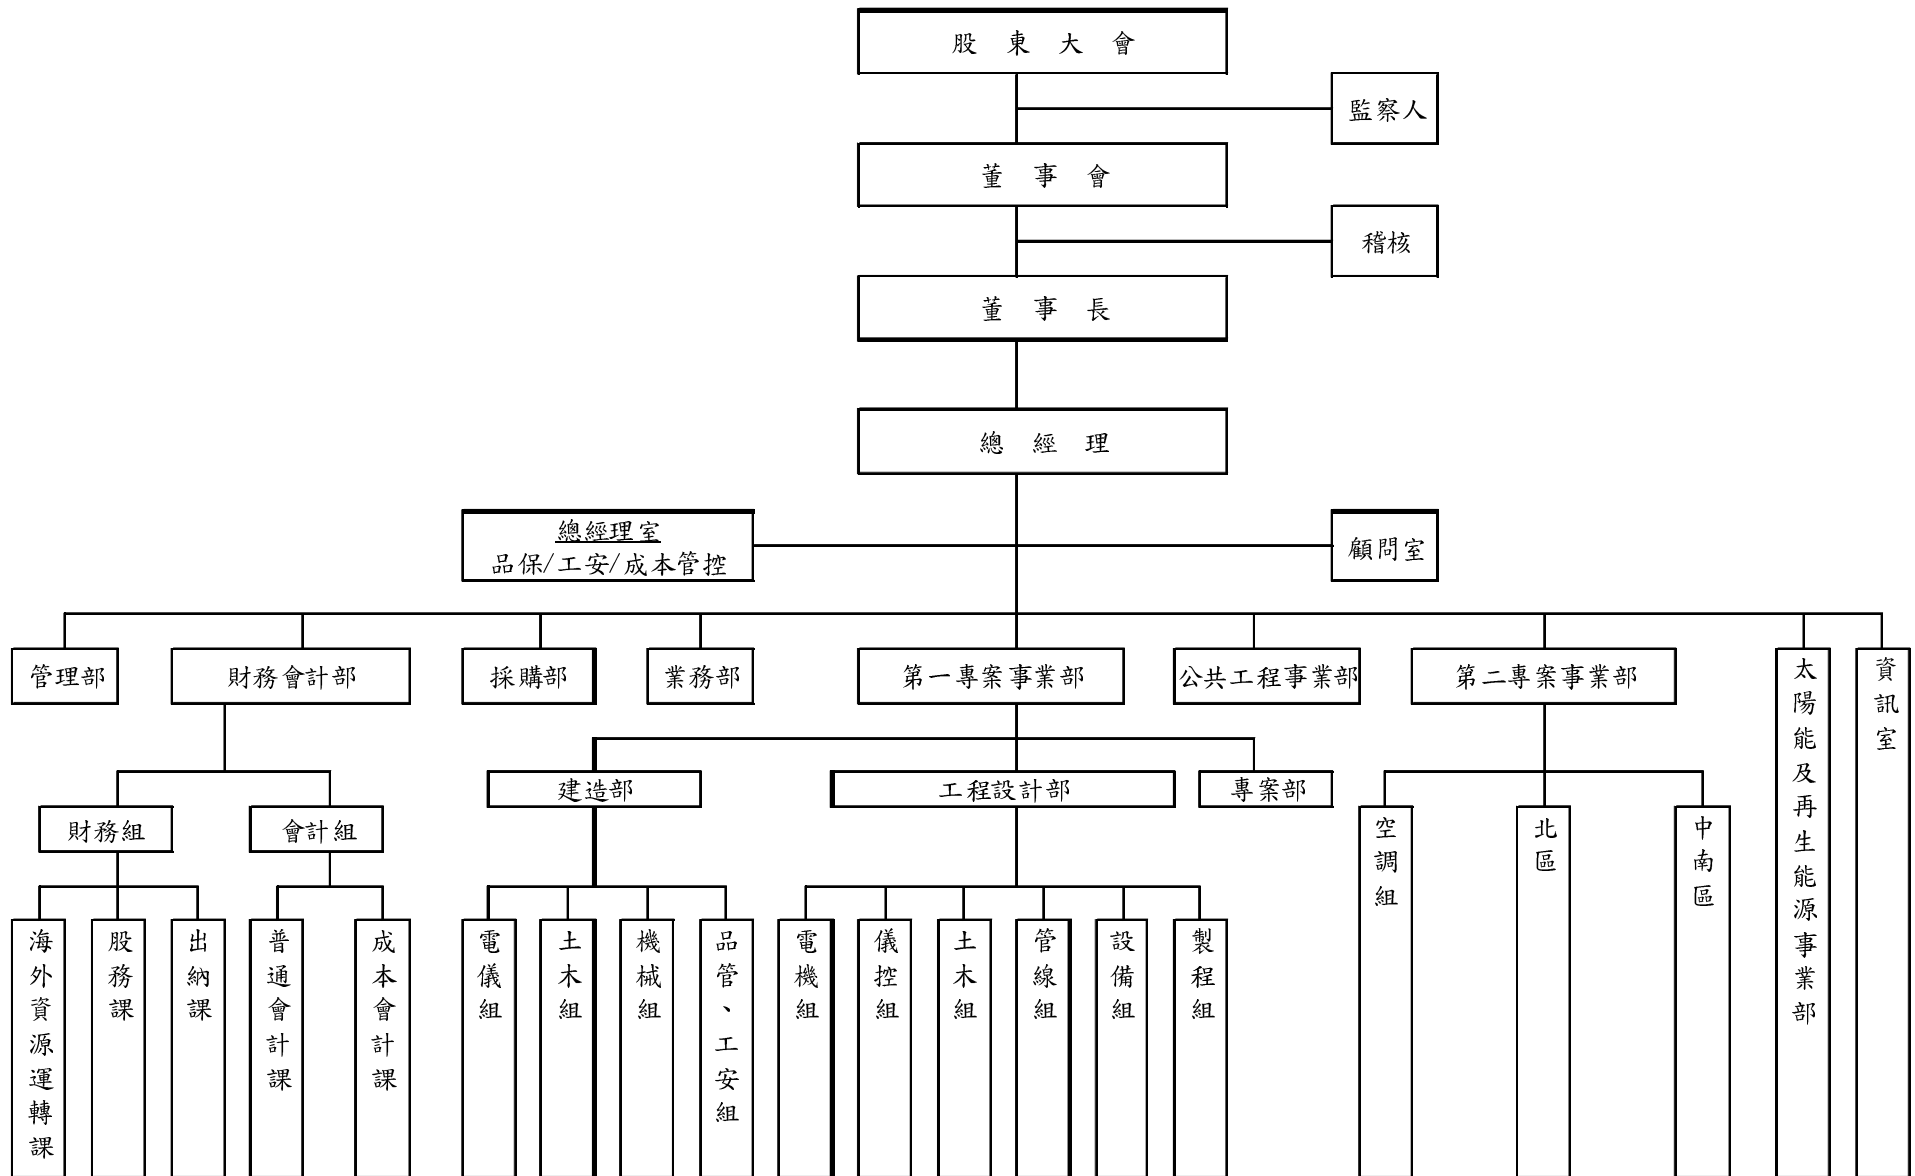 股東大會
監察人
董事會
稽核
董事長
總經理
總經理室
品保/工安/成本管控
顧問室
管理部
財務會計部
採購部
業務部
第一專案事業部
公共工程事業部
第二專案事業部
太陽能及再生能源事業部
資訊室
建造部
工程設計部
專案部
財務組
會計組
空調組
北區
中南區
海外資源運轉課
股務課
出納課
普通會計課
成本會計課
電儀組
土木組
機械組
品管、工安組
電機組
儀控組
土木組
管線組
設備組
製程組